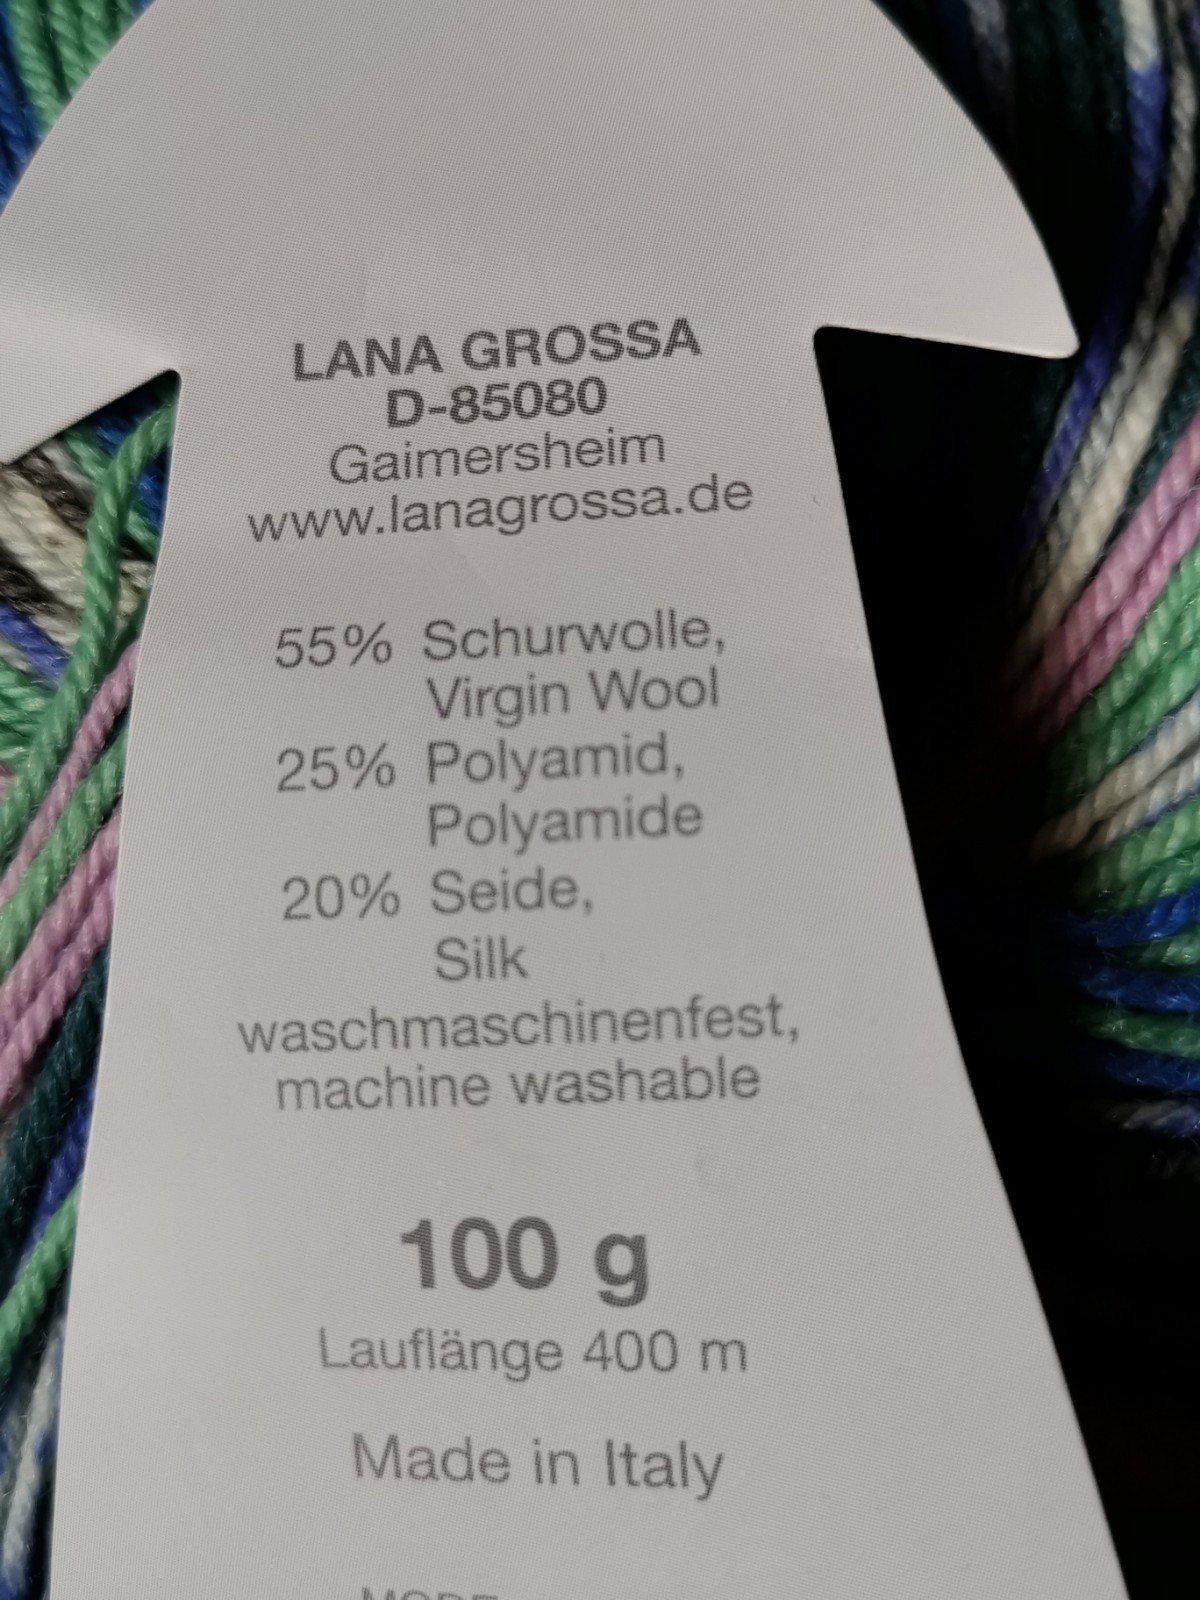 LANA GROSSA
D-85080
Gaimersheim
www.lanagrossa.de
55% Schurwolle,
Virgin Wool
25% Polyamid,
Polyamide
20% Seide,
Silk
waschmaschinenfest,
machine washable
100 g
Lauflänge 400 m
Made in Italy